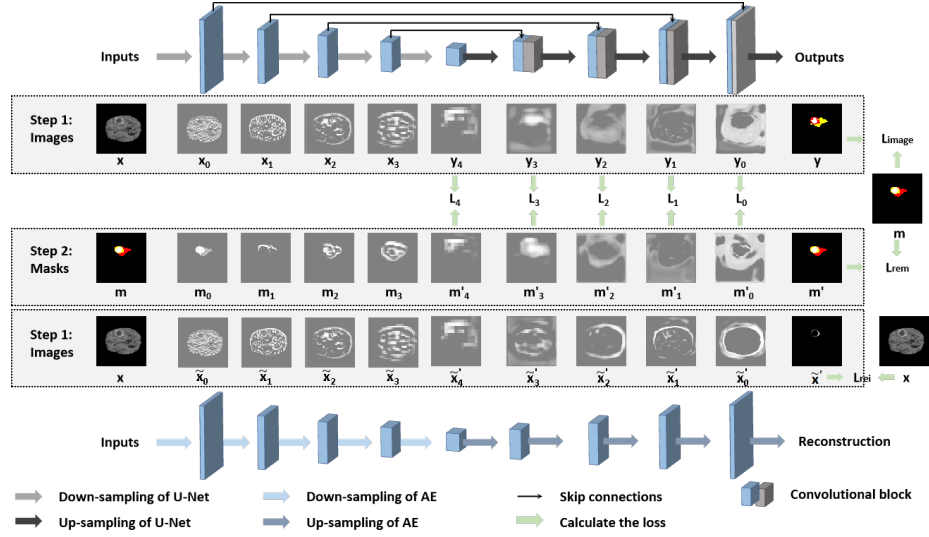 Inputs
Outputs
Step 1:
Images
x
x0
x1
x2
x3
y4
y3
y2
y1
y0
y
Limage
L4
L3
L2
L1
L0
m
Step 2:
Masks
m
m0
m1
m2
m3
m'4
m'3
m'2
m'1
m'0
m'
Lrem
Step 1:
Images
x
x̃0
x̃1
x̃2
x̃3
x̃'4
x̃'3
x̃'2
x̃'1
x̃'0
x̃'
Lrei
x
Inputs
Reconstruction
Down-sampling of U-Net
Down-sampling of AE
Skip connections
Convolutional block
Up-sampling of U-Net
Up-sampling of AE
Calculate the loss